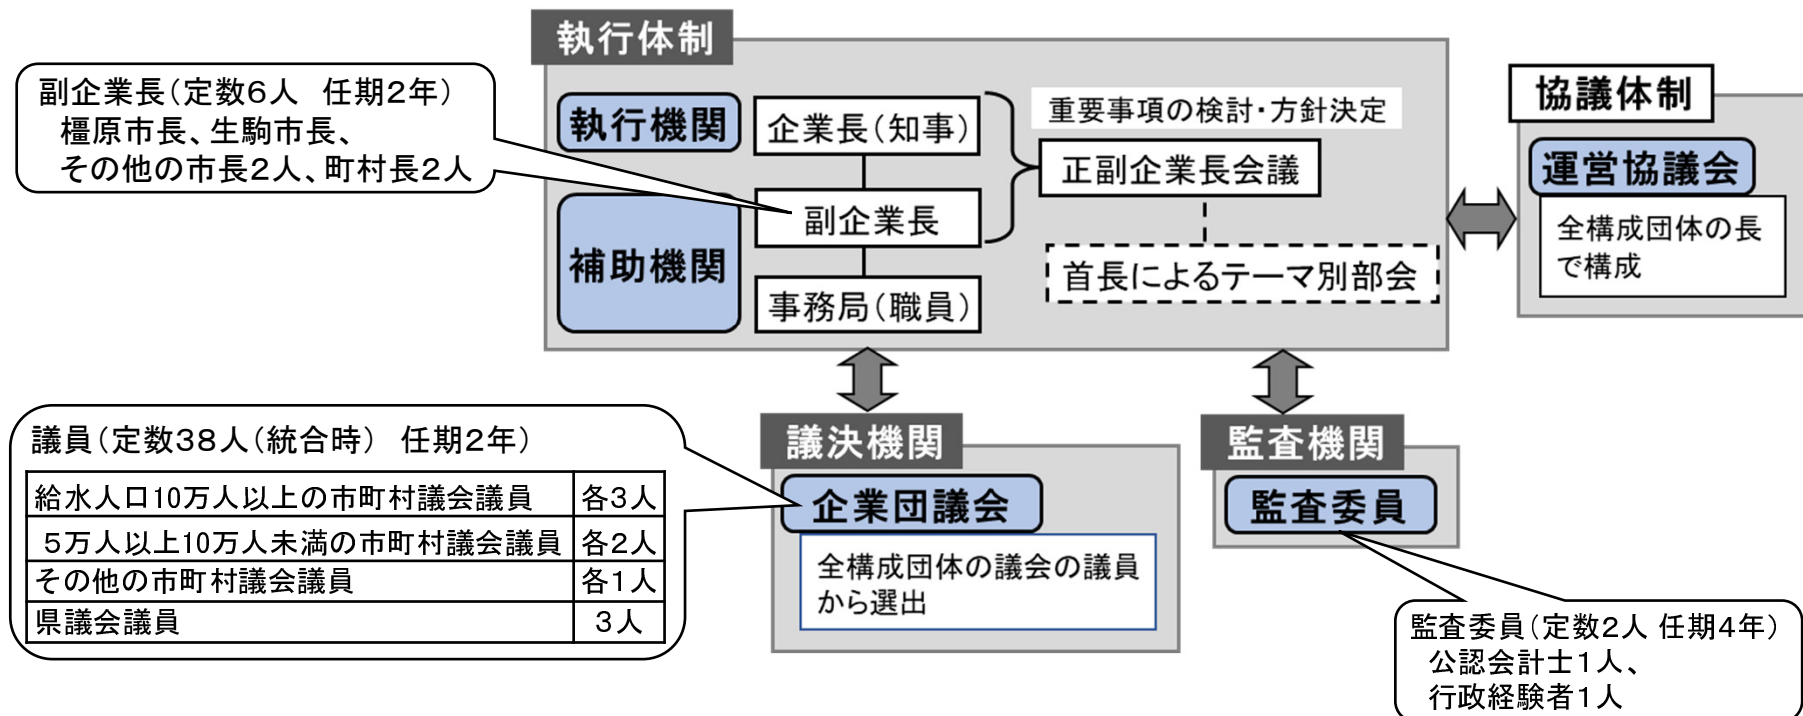 執行体制
副企業長（定数６人　任期２年）
橿原市長、生駒市長、
その他の市長２人、町村長２人
執行機関
企業長（知事）
重要事項の検討・方針決定
正副企業長会議
副企業長
補助機関
首長によるテーマ別部会
事務局（職員）
協議体制
運営協議会
全構成団体の長
で構成
議員（定数３８人（統合時）　任期２年）
給水人口10万人以上の市町村議会議員 各３人
５万人以上10万人未満の市町村議会議員 各２人
その他の市町村議会議員 各１人
県議会議員 ３人
議決機関
企業団議会
全構成団体の議会の議員
から選出
監査機関
監査委員
監査委員（定数２人 任期４年）
公認会計士１人、
行政経験者１人